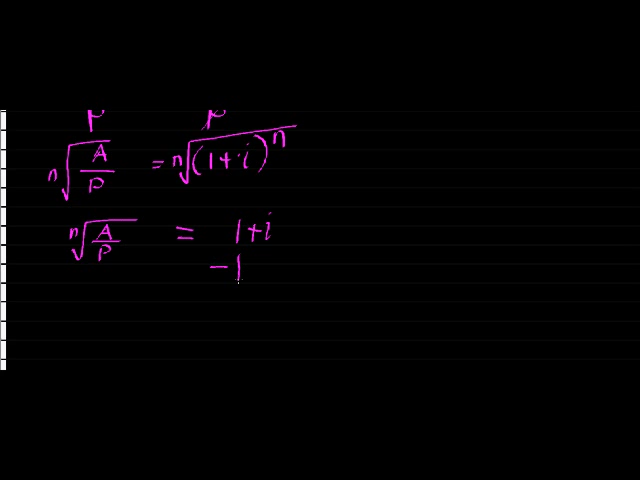 P P
ⁿ√(A/P) = ⁿ√((1+i)ⁿ)
ⁿ√(A/P) = 1+i
-1